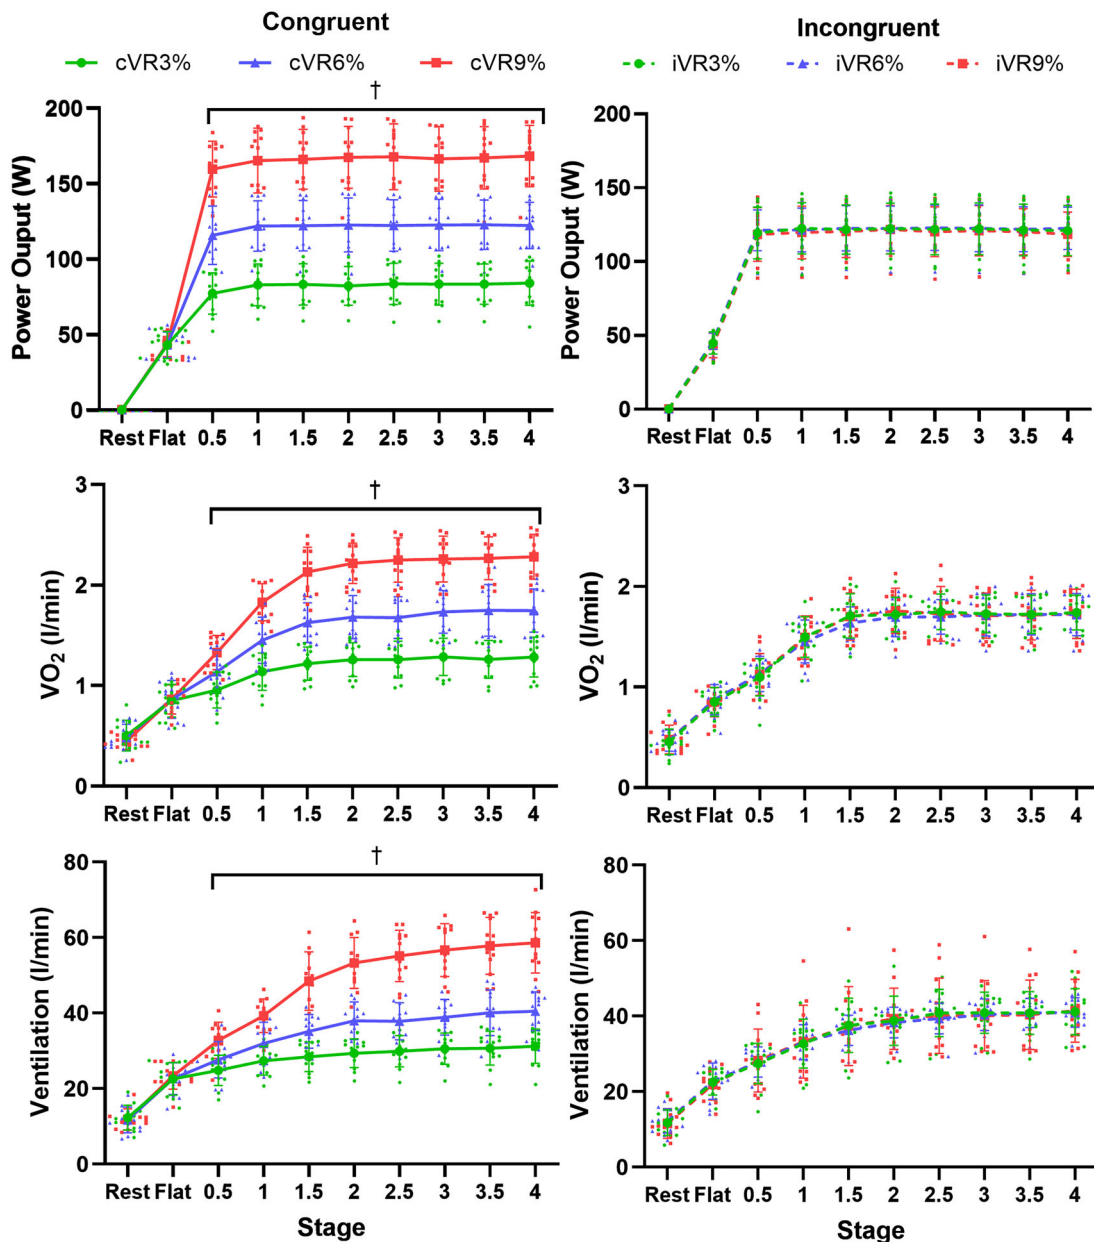 Congruent
cVR3% cVR6% cVR9%
†
Power Ouput (W)
200
150
100
50
0
Rest Flat 0.5 1 1.5 2 2.5 3 3.5 4
Incongruent
iVR3% iVR6% iVR9%
Power Ouput (W)
200
150
100
50
0
Rest Flat 0.5 1 1.5 2 2.5 3 3.5 4
†
VO2 (l/min)
3
2
1
0
Rest Flat 0.5 1 1.5 2 2.5 3 3.5 4
VO2 (l/min)
3
2
1
0
Rest Flat 0.5 1 1.5 2 2.5 3 3.5 4
†
Ventilation (l/min)
80
60
40
20
0
Rest Flat 0.5 1 1.5 2 2.5 3 3.5 4
Stage
Ventilation (l/min)
80
60
40
20
0
Rest Flat 0.5 1 1.5 2 2.5 3 3.5 4
Stage